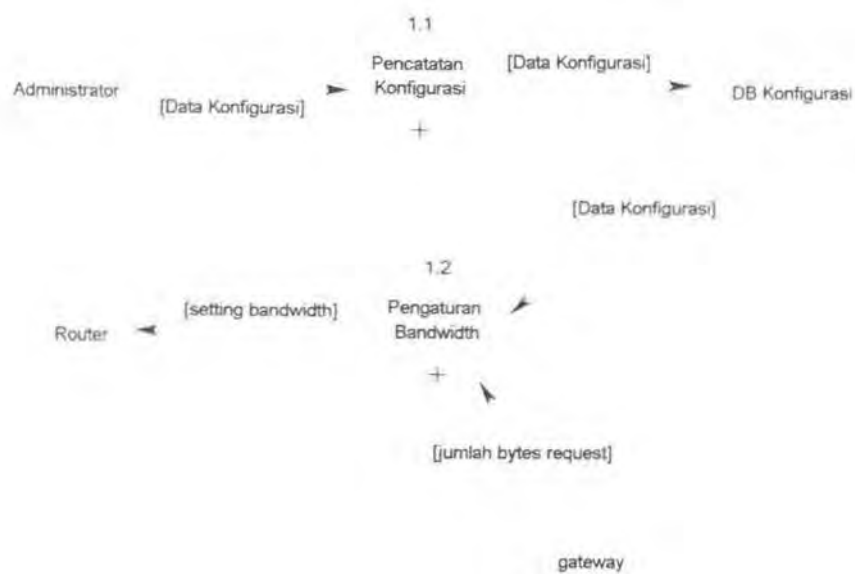 1.1
Pencatatan
Konfigurasi
+
Administrator
[Data Konfigurasi]
[Data Konfigurasi]
DB Konfigurasi
[Data Konfigurasi]
1.2
Pengaturan
Bandwidth
+
[setting bandwidth]
Router
[jumlah bytes request]
gateway